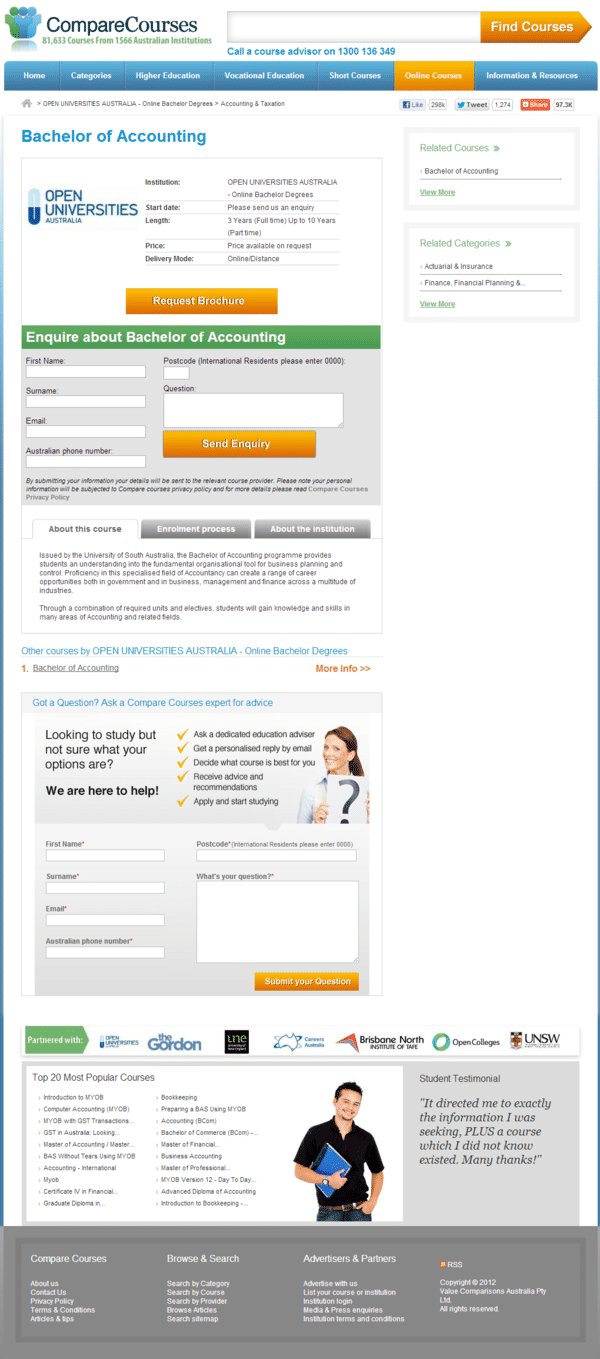 CompareCourses
81,633 Courses From 1566 Australian Institutions
Find Courses
Call a course advisor on 1300 136 349
Home
Categories
Higher Education
Vocational Education
Short Courses
Online Courses
Information & Resources
> OPEN UNIVERSITIES AUSTRALIA - Online Bachelor Degrees > Accounting & Taxation
Like 298k
Tweet 1,274
Share 97.3K
Bachelor of Accounting
OPEN
UNIVERSITIES
AUSTRALIA
Institution: OPEN UNIVERSITIES AUSTRALIA
- Online Bachelor Degrees
Start date: Please send us an enquiry
Length: 3 Years (Full time) Up to 10 Years
(Part time)
Price: Price available on request
Delivery Mode: Online/Distance
Request Brochure
Related Courses »
› Bachelor of Accounting
View More
Related Categories »
› Actuarial & Insurance
› Finance, Financial Planning &...
View More
Enquire about Bachelor of Accounting
First Name:
Surname:
Email:
Australian phone number:
Postcode (International Residents please enter 0000):
Question:
Send Enquiry
By submitting your information your details will be sent to the relevant course provider. Please note your personal
information will be subjected to Compare courses privacy policy and for more details please read Compare Courses
Privacy Policy
About this course
Enrolment process
About the institution
Issued by the University of South Australia, the Bachelor of Accounting programme provides
students an understanding into the fundamental organisational tool for business planning and
control. Proficiency in this specialised field of Accountancy can create a range of career
opportunities both in government and in business, management and finance across a multitude of
industries.
Through a combination of required units and electives, students will gain knowledge and skills in
many areas of Accounting and related fields.
Other courses by OPEN UNIVERSITIES AUSTRALIA - Online Bachelor Degrees
1. Bachelor of Accounting
More Info >>
Got a Question? Ask a Compare Courses expert for advice
Looking to study but
not sure what your
options are?
We are here to help!
Ask a dedicated education adviser
Get a personalised reply by email
Decide what course is best for you
Receive advice and
recommendations
Apply and start studying
?
First Name*
Surname*
Email*
Australian phone number*
Postcode*(International Residents please enter 0000)
What's your question?*
Submit your Question
Partnered with:
OPEN
UNIVERSITIES
the
Gordon
une
Careers
Australia
Brisbane North
INSTITUTE OF TAFE
OpenColleges
UNSW
Top 20 Most Popular Courses
› Introduction to MYOB
› Computer Accounting (MYOB)
› MYOB with GST Transactions...
› GST in Australia: Looking...
› Master of Accounting / Master...
› BAS Without Tears Using MYOB
› Accounting - International
› Myob
› Certificate IV in Financial...
› Graduate Diploma in...
› Bookkeeping
› Preparing a BAS Using MYOB
› Accounting (BCom)
› Bachelor of Commerce (BCom) -...
› Master of Financial...
› Business Accounting
› Master of Professional...
› MYOB Version 12 - Day To Day...
› Advanced Diploma of Accounting
› Introduction to Bookkeeping -...
Student Testimonial
"It directed me to exactly
the information I was
seeking, PLUS a course
which I did not know
existed. Many thanks!"
Compare Courses
About us
Contact Us
Privacy Policy
Terms & Conditions
Articles & tips
Browse & Search
Search by Category
Search by Course
Search by Provider
Browse Articles
Search sitemap
Advertisers & Partners
Advertise with us
List your course or institution
Institution login
Media & Press enquiries
Institution terms and conditions
RSS
Copyright © 2012
Value Comparisons Australia Pty
Ltd.
All rights reserved.